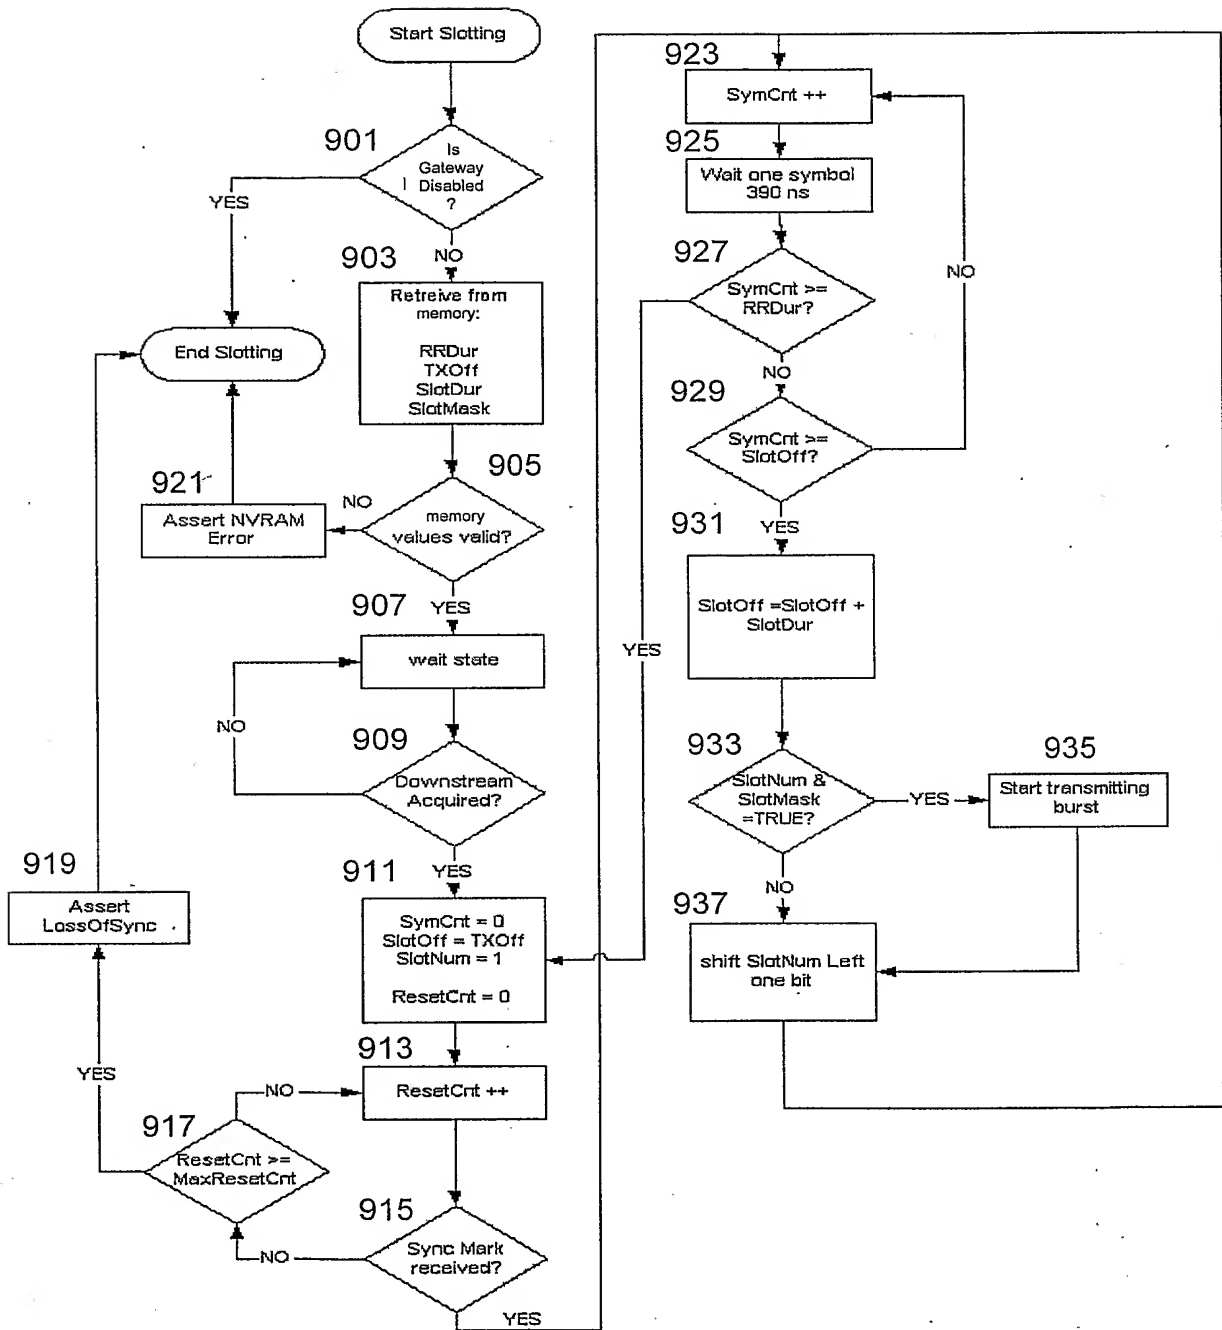 Start Slotting
901
Is
Gateway
Disabled
?
YES
NO
903
Retreive from
memory:
RRDur
TXOff
SlotDur
SlotMask
End Slotting
905
memory
values valid?
NO
921
Assert NVRAM
Error
YES
907
wait state
NO
909
Downstream
Acquired?
YES
911
SymCnt = 0
SlotOff = TXOff
SlotNum = 1
ResetCnt = 0
919
Assert
LossOfSync
YES
913
ResetCnt ++
NO
917
ResetCnt >=
MaxResetCnt
915
Sync Mark
received?
NO
YES
923
SymCnt ++
925
Wait one symbol
390 ns
927
SymCnt >=
RRDur?
NO
NO
YES
929
SymCnt >=
SlotOff?
YES
931
SlotOff =SlotOff +
SlotDur
933
SlotNum &
SlotMask
=TRUE?
YES
935
Start transmitting
burst
NO
937
shift SlotNum Left
one bit